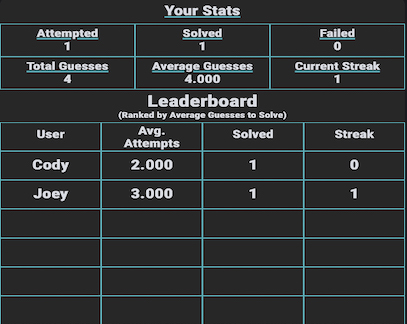 Your Stats
Attempted Solved Failed
1 1 0
Total Guesses Average Guesses Current Streak
4 4.000 1
Leaderboard
(Ranked by Average Guesses to Solve)
User Avg. Attempts Solved Streak
Cody 2.000 1 0
Joey 3.000 1 1